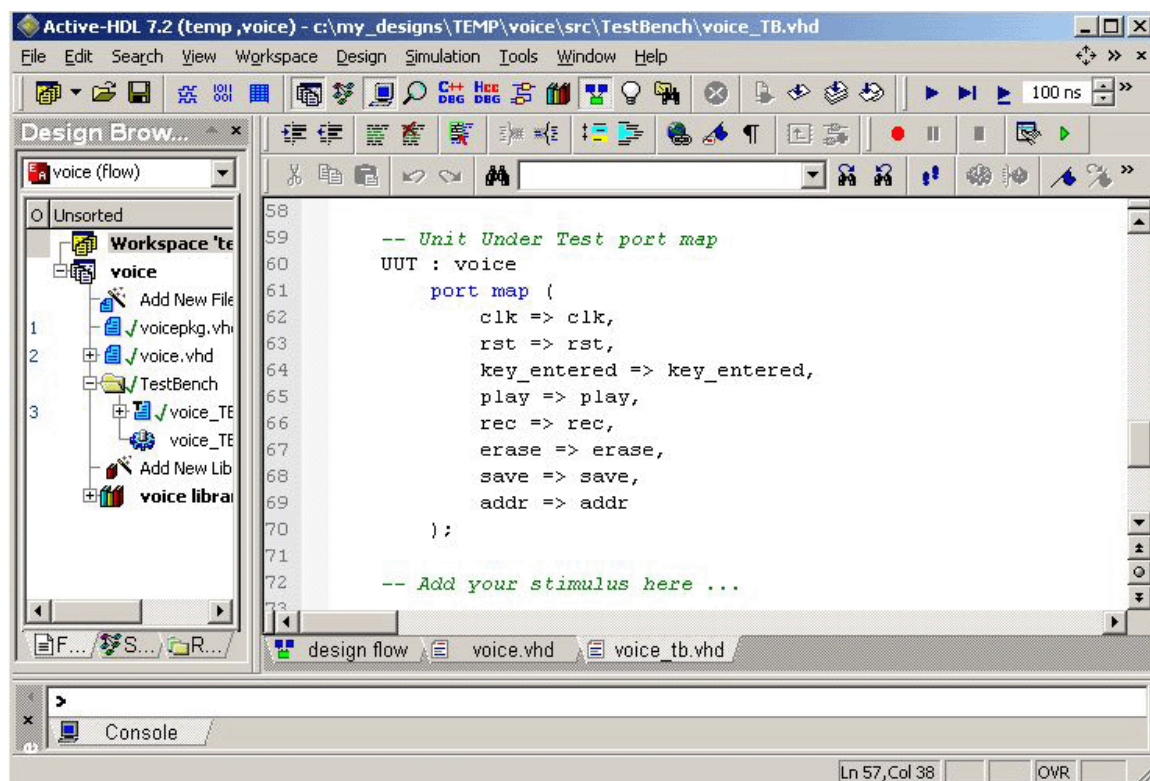 Active-HDL 7.2 (temp ,voice) - c:\my_designs\TEMP\voice\src\TestBench\voice_TB.vhd
File Edit Search View Workspace Design Simulation Tools Window Help
C++ DBG HCC DBG 100 ns
Design Brow...
voice (flow)
O Unsorted
Workspace 'te
voice
Add New File
1 voicepkg.vh
2 voice.vhd
TestBench
3 voice_TE
voice_TE
Add New Lib
voice librar
F... S... R...
58
59 -- Unit Under Test port map
60 UUT : voice
61 port map (
62 clk => clk,
63 rst => rst,
64 key_entered => key_entered,
65 play => play,
66 rec => rec,
67 erase => erase,
68 save => save,
69 addr => addr
70 );
71
72 -- Add your stimulus here ...
73
design flow voice.vhd voice_tb.vhd
>
Console
Ln 57,Col 38 OVR